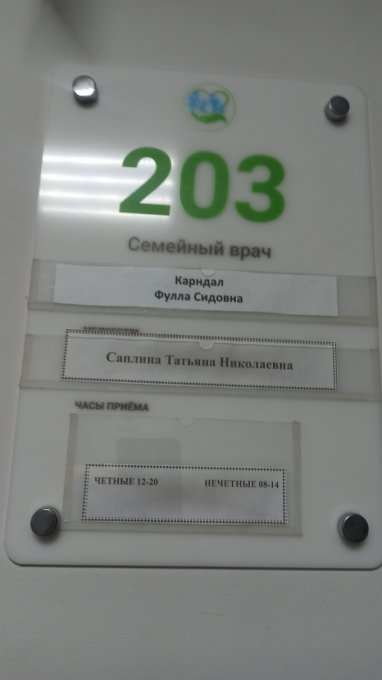 203
Семейный врач
Карндал
Фулла Сидовна
Саплина Татьяна Николаевна
ЧАСЫ ПРИЁМА
ЧЕТНЫЕ 12-20 НЕЧЕТНЫЕ 08-14